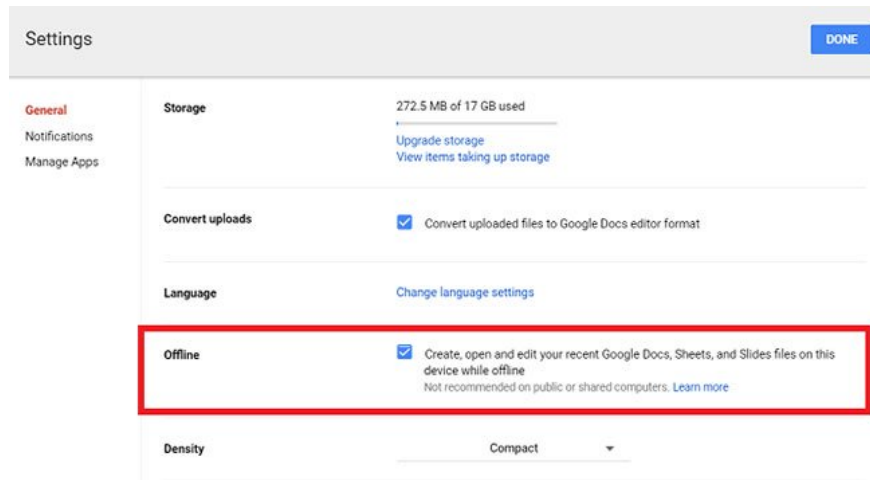 Settings
DONE
General
Notifications
Manage Apps
Storage
272.5 MB of 17 GB used
Upgrade storage
View items taking up storage
Convert uploads
Convert uploaded files to Google Docs editor format
Language
Change language settings
Offline
Create, open and edit your recent Google Docs, Sheets, and Slides files on this
device while offline
Not recommended on public or shared computers. Learn more
Density
Compact